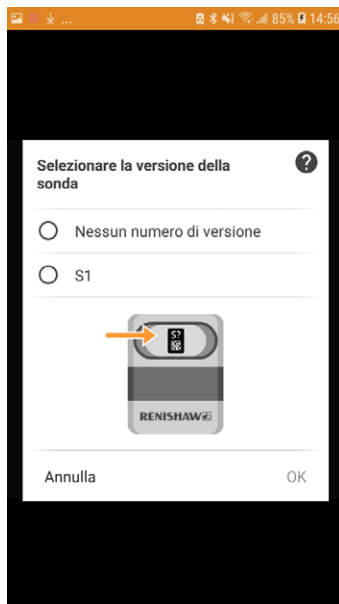 ... 85% 14:56
Selezionare la versione della
sonda
?
Nessun numero di versione
S1
S?
RENISHAW
Annulla
OK